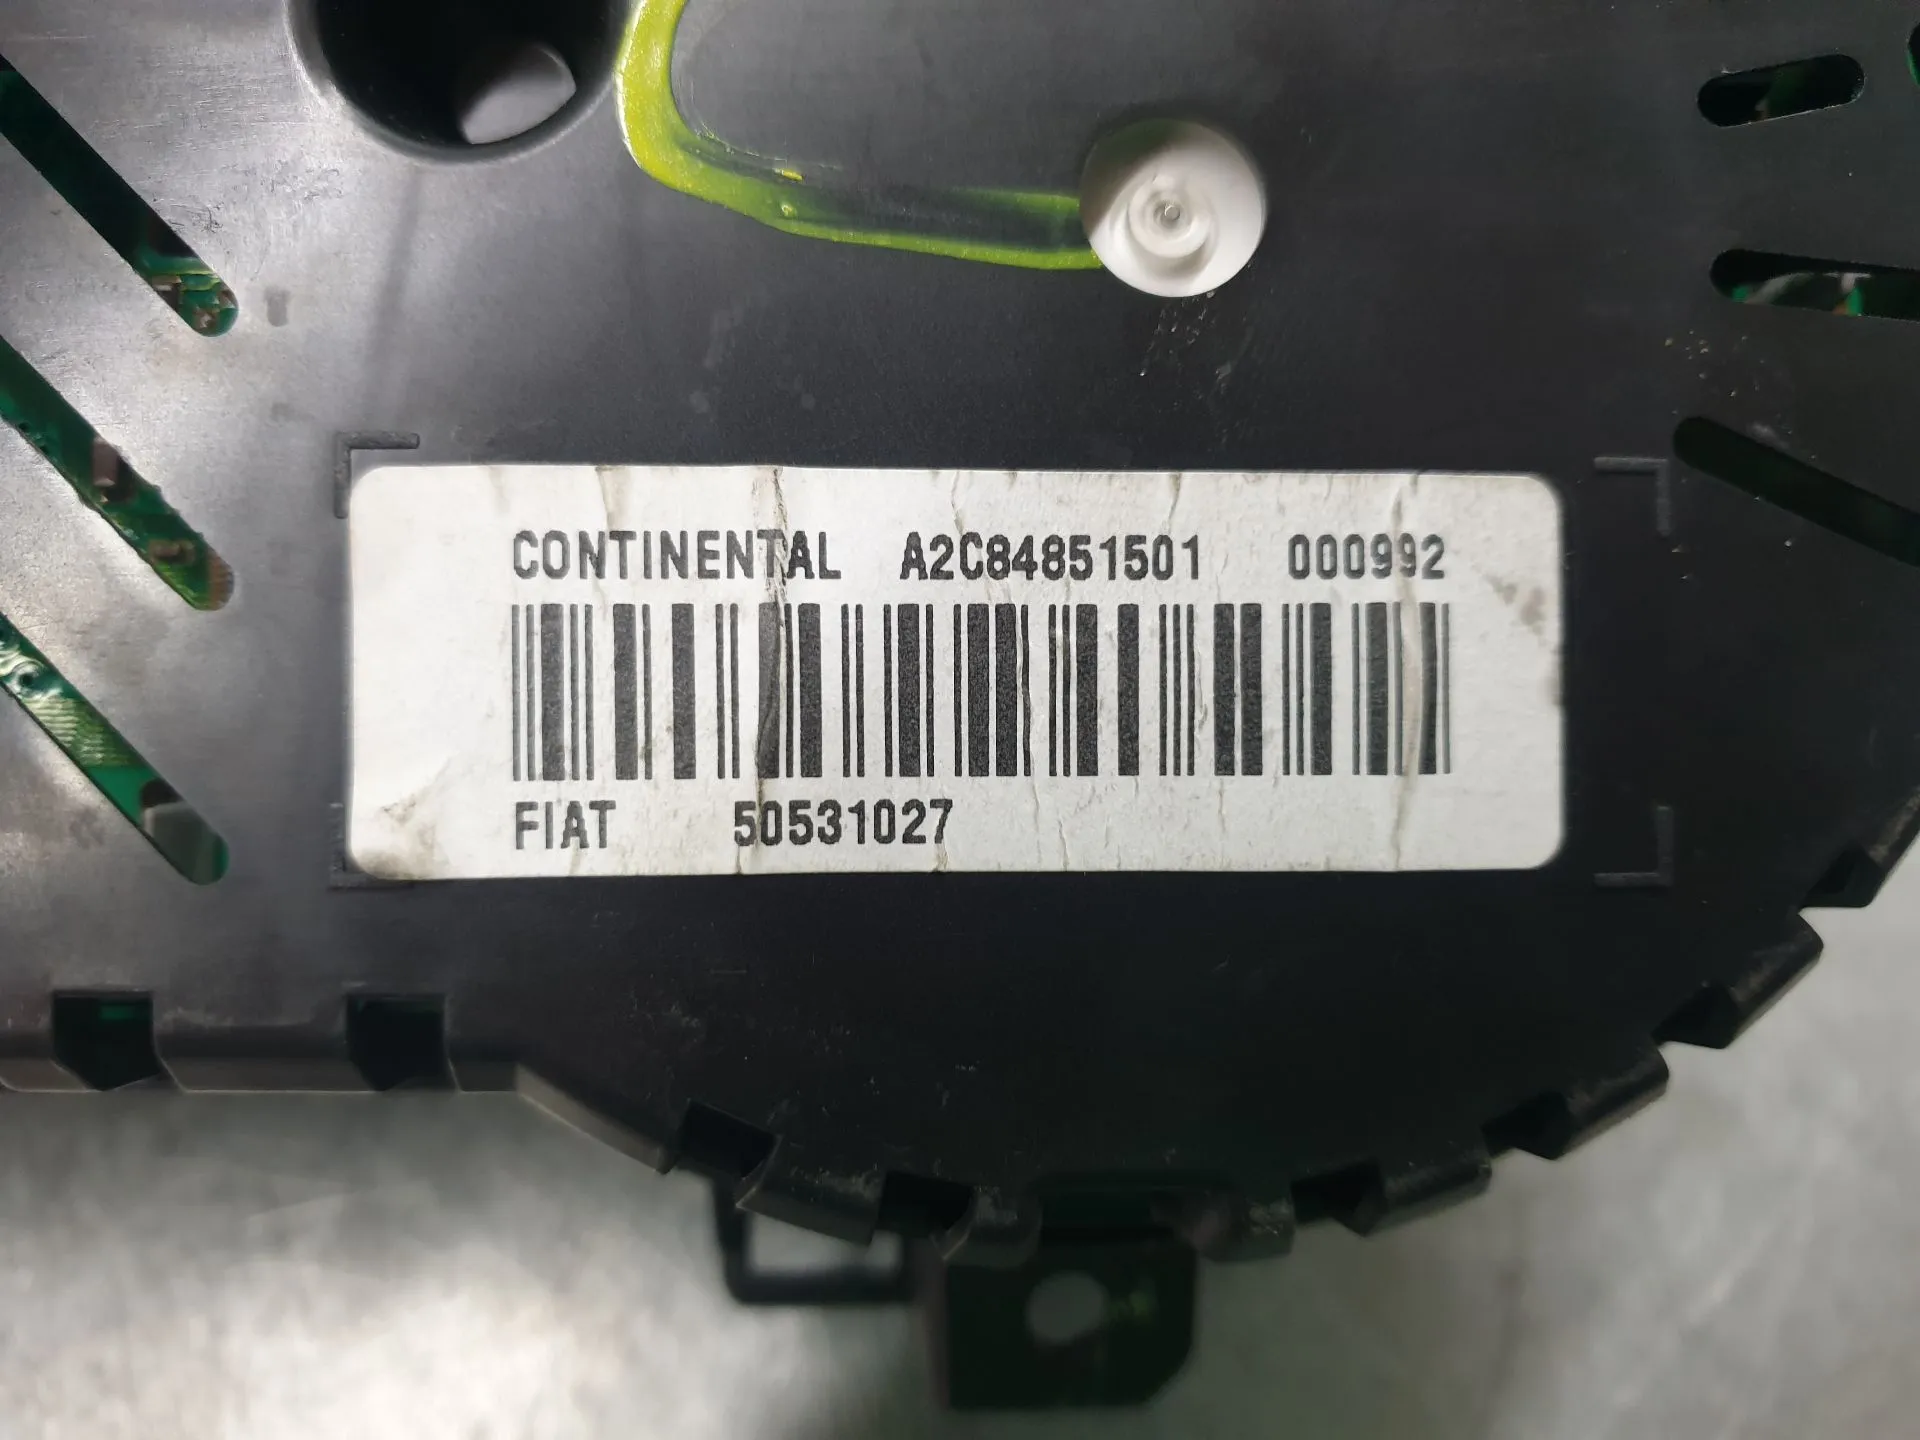 CONTINENTAL A2C84851501 000992
FIAT 50531027